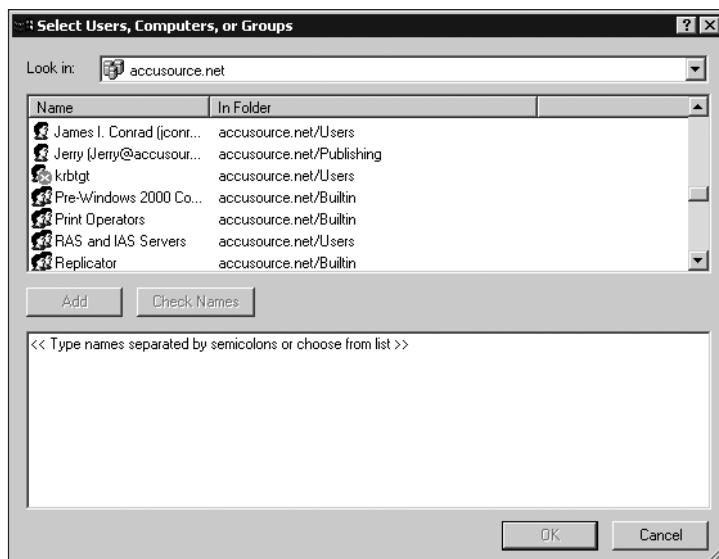 Select Users, Computers, or Groups
Look in: accusource.net
Name In Folder
James I. Conrad (jconr... accusource.net/Users
Jerry (Jerry@accusour... accusource.net/Publishing
krbtgt accusource.net/Users
Pre-Windows 2000 Co... accusource.net/Builtin
Print Operators accusource.net/Builtin
RAS and IAS Servers accusource.net/Users
Replicator accusource.net/Builtin
Add Check Names
<< Type names separated by semicolons or choose from list >>
OK Cancel